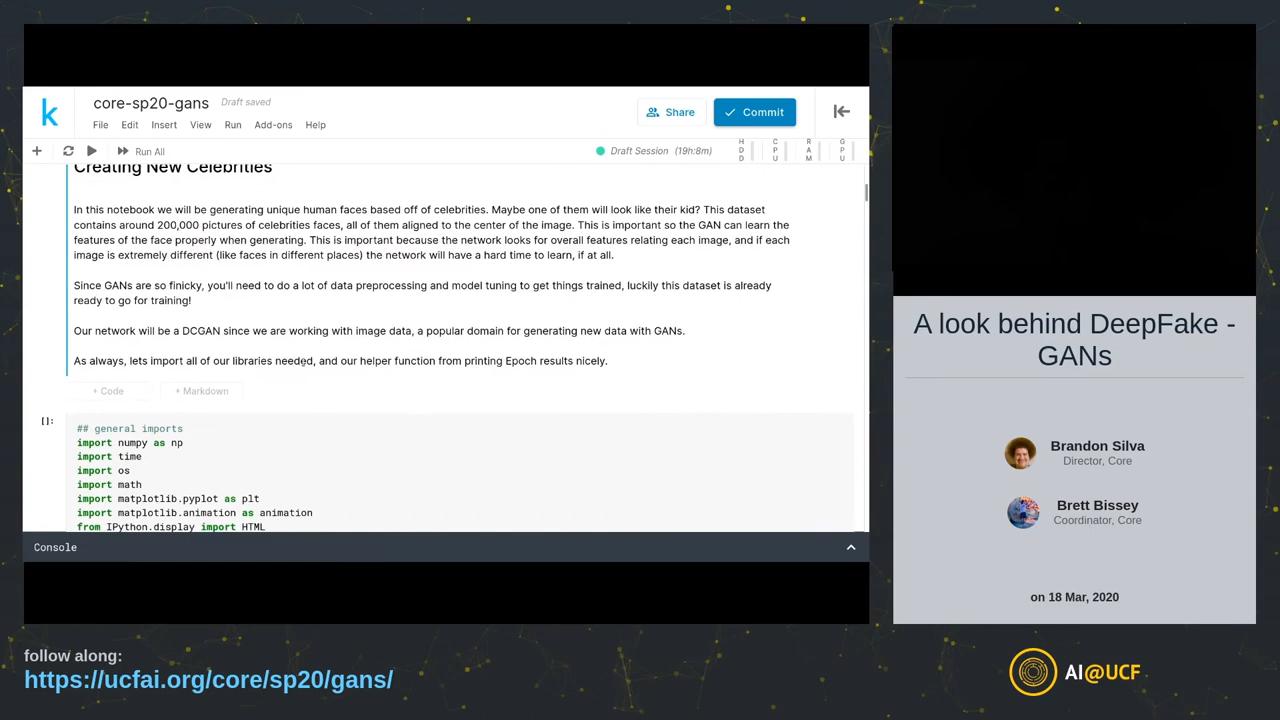 core-sp20-gans Draft saved
File Edit Insert View Run Add-ons Help
Share
Commit
Run All
Draft Session (19h:8m)
HDD
CPU
RAM
GPU
Creating New Celebrities
In this notebook we will be generating unique human faces based off of celebrities. Maybe one of them will look like their kid? This dataset
contains around 200,000 pictures of celebrities faces, all of them aligned to the center of the image. This is important so the GAN can learn the
features of the face properly when generating. This is important because the network looks for overall features relating each image, and if each
image is extremely different (like faces in different places) the network will have a hard time to learn, if at all.
Since GANs are so finicky, you'll need to do a lot of data preprocessing and model tuning to get things trained, luckily this dataset is already
ready to go for training!
Our network will be a DCGAN since we are working with image data, a popular domain for generating new data with GANs.
As always, lets import all of our libraries needed, and our helper function from printing Epoch results nicely.
+ Code + Markdown
[]:
## general imports
import numpy as np
import time
import os
import math
import matplotlib.pyplot as plt
import matplotlib.animation as animation
from IPython.display import HTML
Console
A look behind DeepFake -
GANs
Brandon Silva
Director, Core
Brett Bissey
Coordinator, Core
on 18 Mar, 2020
follow along:
https://ucfai.org/core/sp20/gans/
AI@UCF